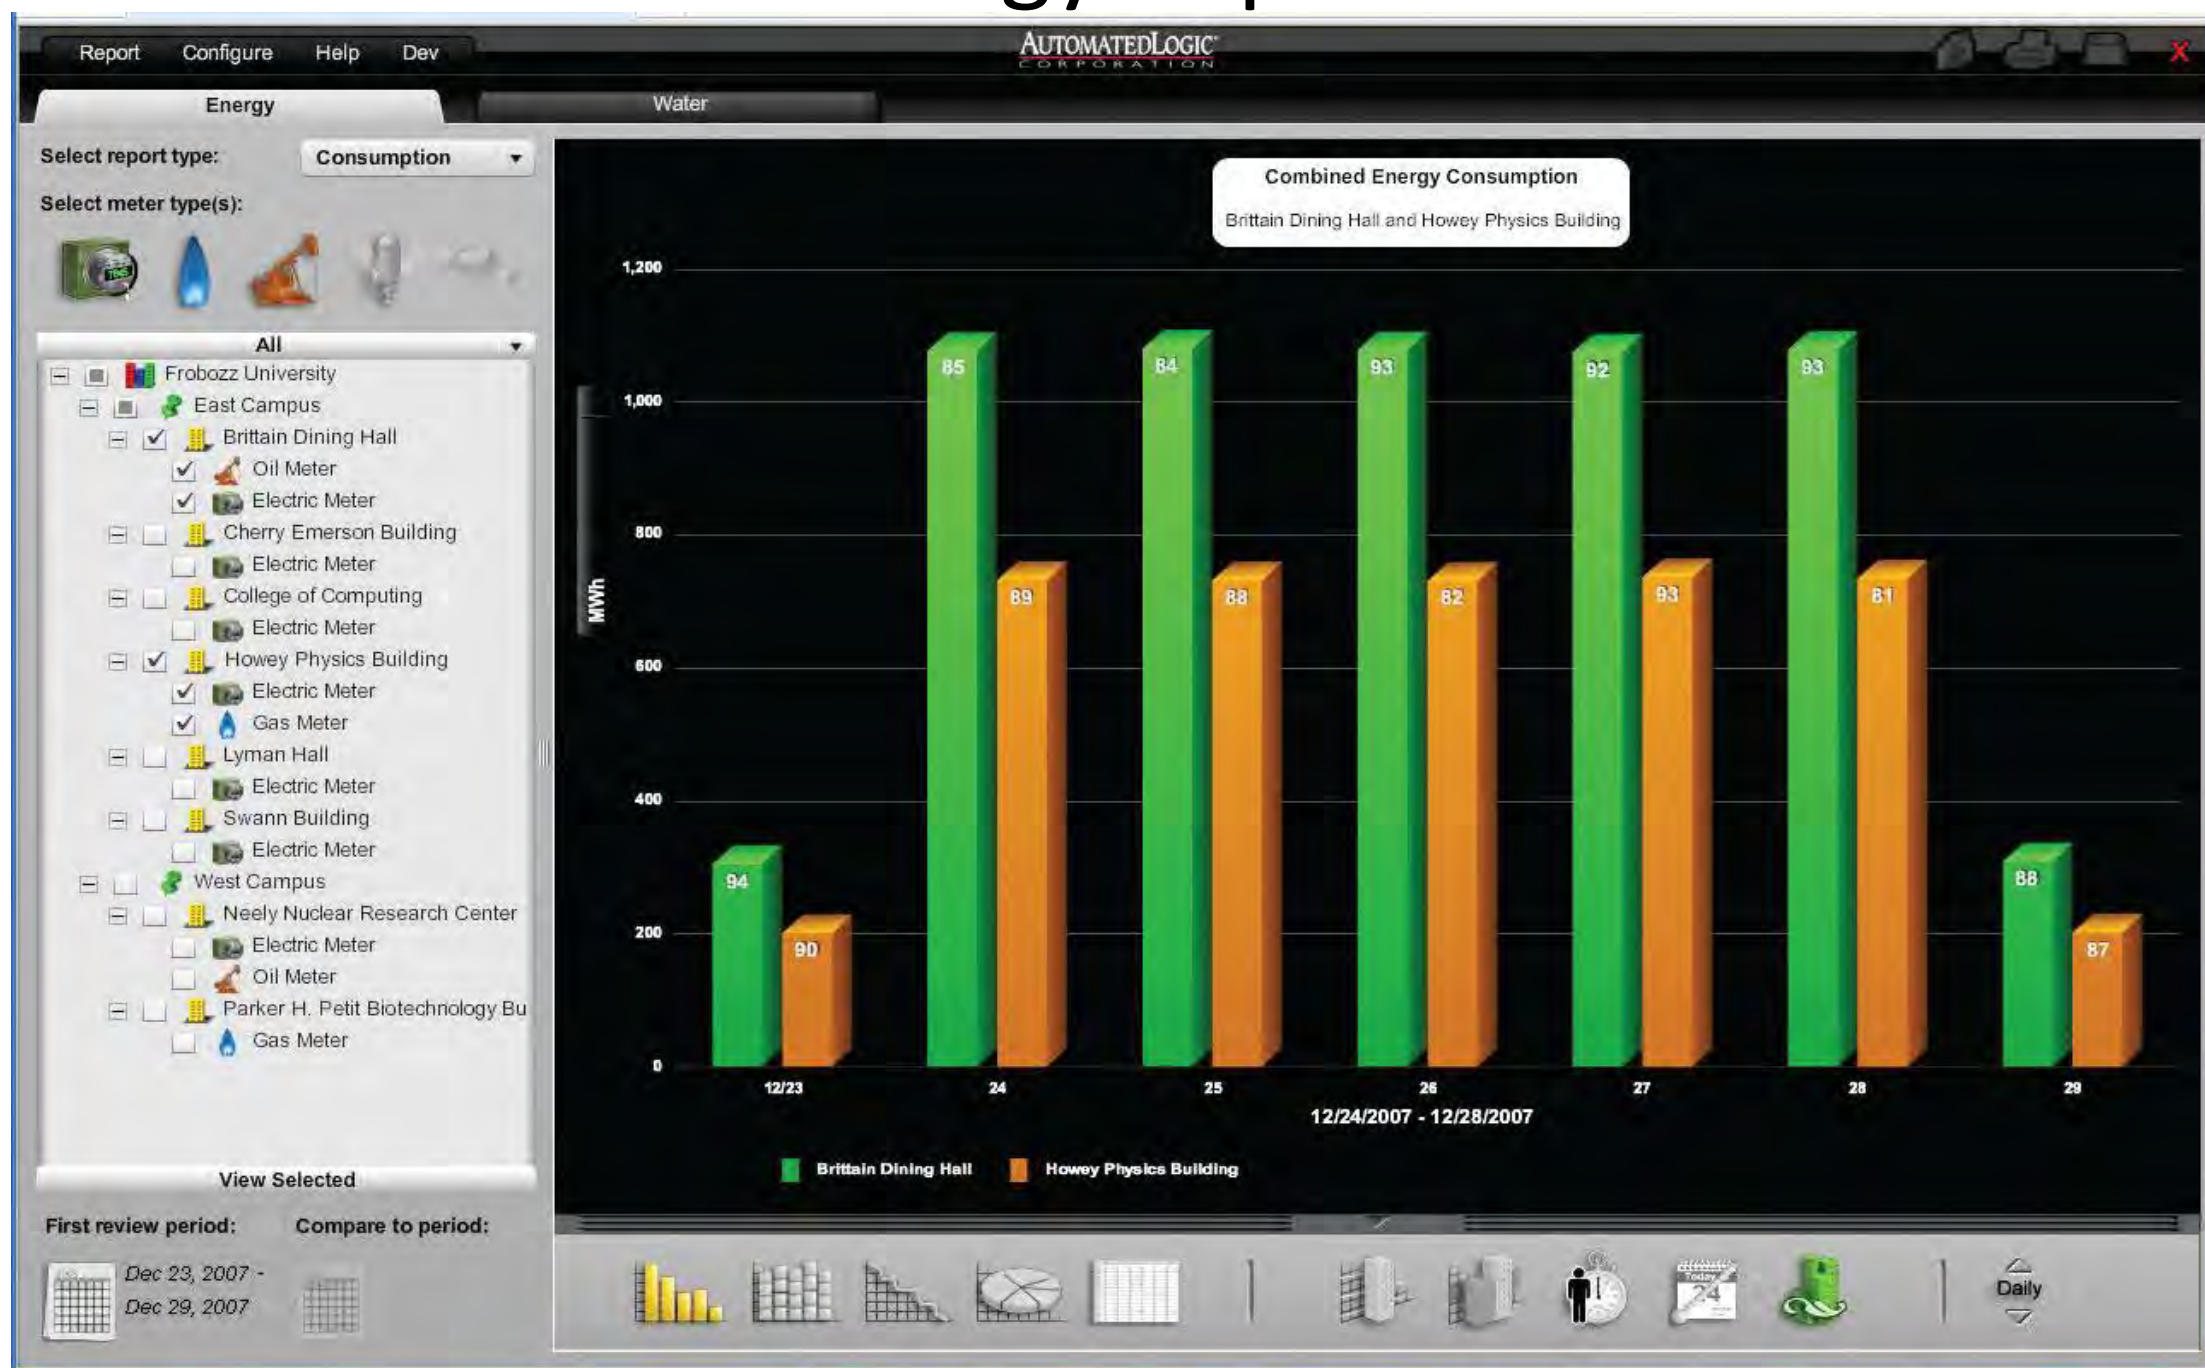 Report Configure Help Dev
AUTOMATEDLOGIC
CORPORATION
X
Energy
Water
Select report type:
Consumption
Select meter type(s):
All
Frobozz University
East Campus
Brittain Dining Hall
Oil Meter
Electric Meter
Cherry Emerson Building
Electric Meter
College of Computing
Electric Meter
Howey Physics Building
Electric Meter
Gas Meter
Lyman Hall
Electric Meter
Swann Building
Electric Meter
West Campus
Neely Nuclear Research Center
Electric Meter
Oil Meter
Parker H. Petit Biotechnology Bu
Gas Meter
View Selected
First review period:
Compare to period:
Dec 23, 2007 -
Dec 29, 2007
Combined Energy Consumption
Brittain Dining Hall and Howey Physics Building
MWh
1,200
1,000
800
600
400
200
0
94
90
85
89
84
88
93
82
92
93
93
81
88
87
12/23 24 25 26 27 28 29
12/24/2007 - 12/28/2007
Brittain Dining Hall
Howey Physics Building
Today
24
Daily